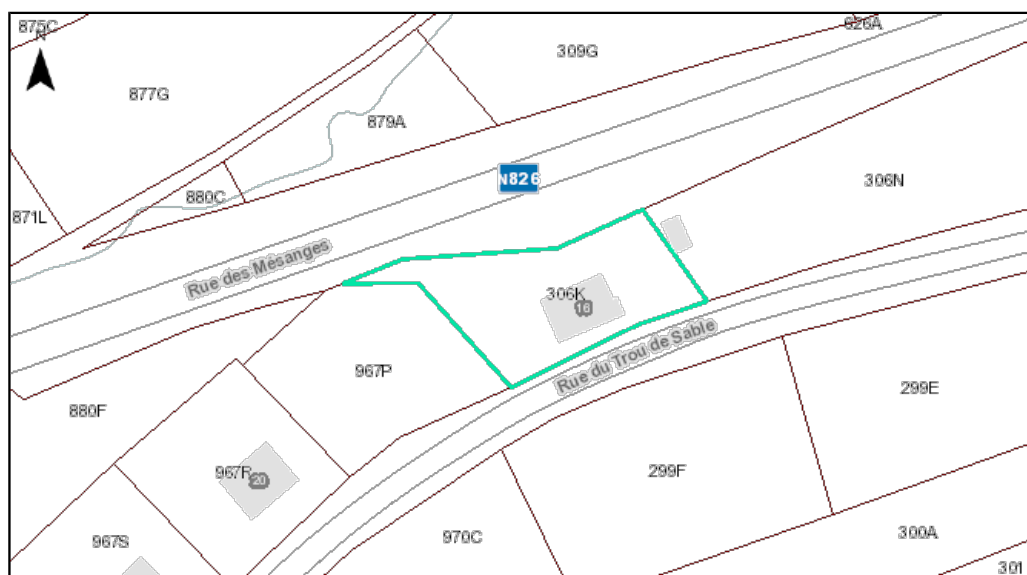 875C
N
626A
309G
877G
879A
N826
306N
880C
871L
Rue des Mésanges
306K
18
Rue du Trou de Sable
967P
299E
880F
967R
20
299F
967S
970C
300A
301